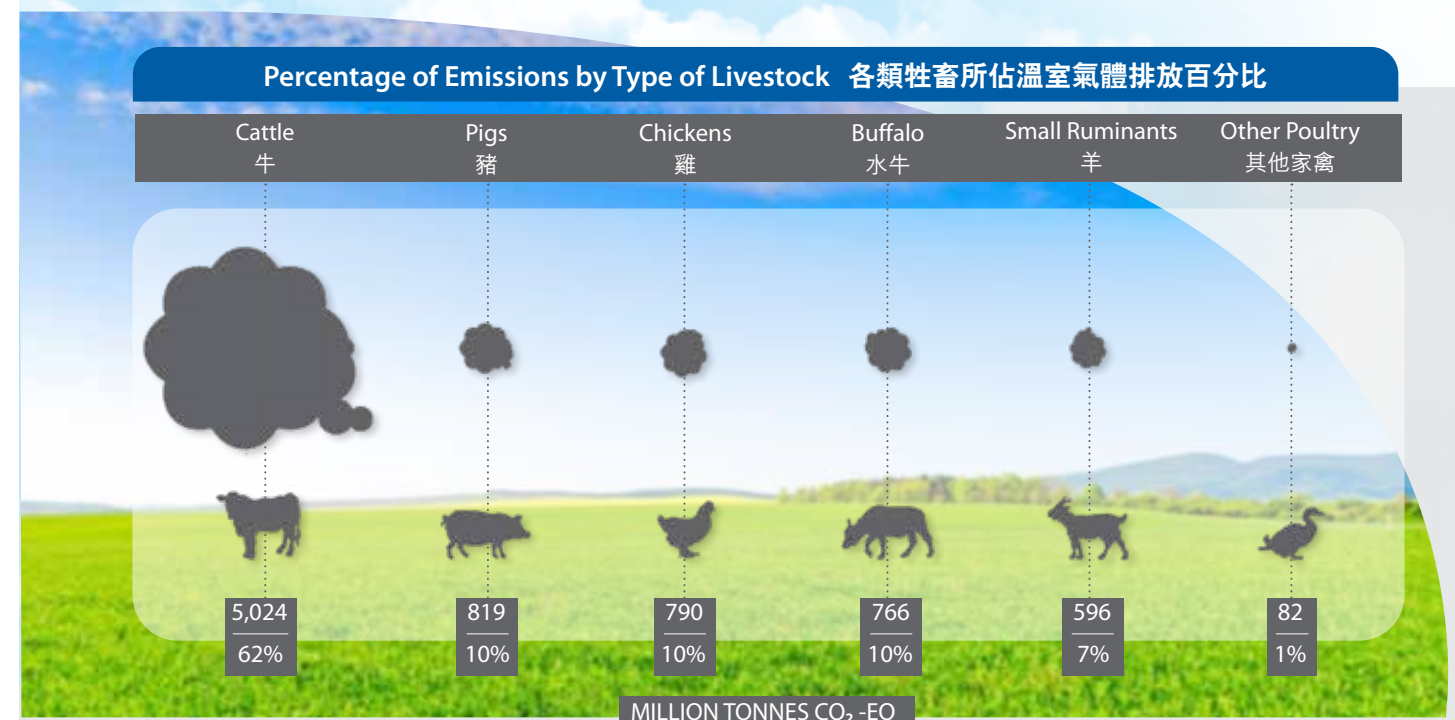 Percentage of Emissions by Type of Livestock 各類牲畜所佔溫室氣體排放百分比
Cattle
牛
Pigs
豬
Chickens
雞
Buffalo
水牛
Small Ruminants
羊
Other Poultry
其他家禽
5,024
62%
819
10%
790
10%
766
10%
596
7%
82
1%
MILLION TONNES CO₂ -EQ